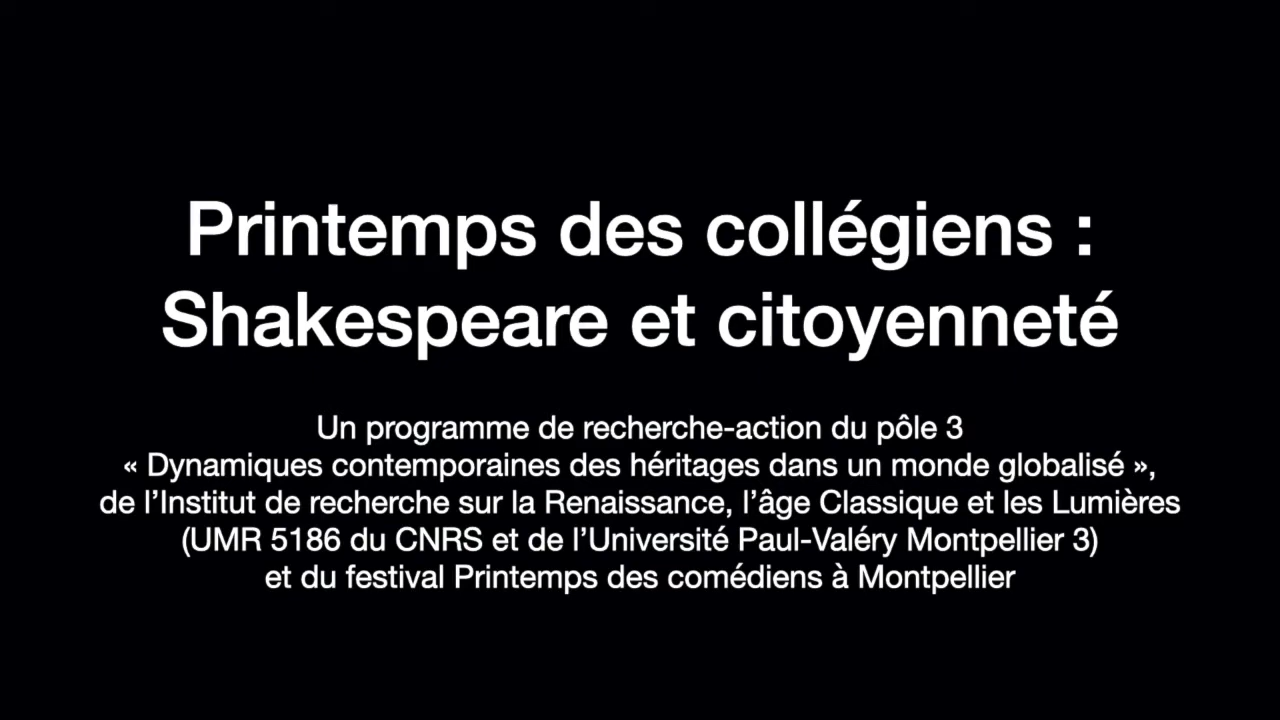 Printemps des collégiens :
Shakespeare et citoyenneté
Un programme de recherche-action du pôle 3
« Dynamiques contemporaines des héritages dans un monde globalisé »,
de l’Institut de recherche sur la Renaissance, l’âge Classique et les Lumières
(UMR 5186 du CNRS et de l’Université Paul-Valéry Montpellier 3)
et du festival Printemps des comédiens à Montpellier